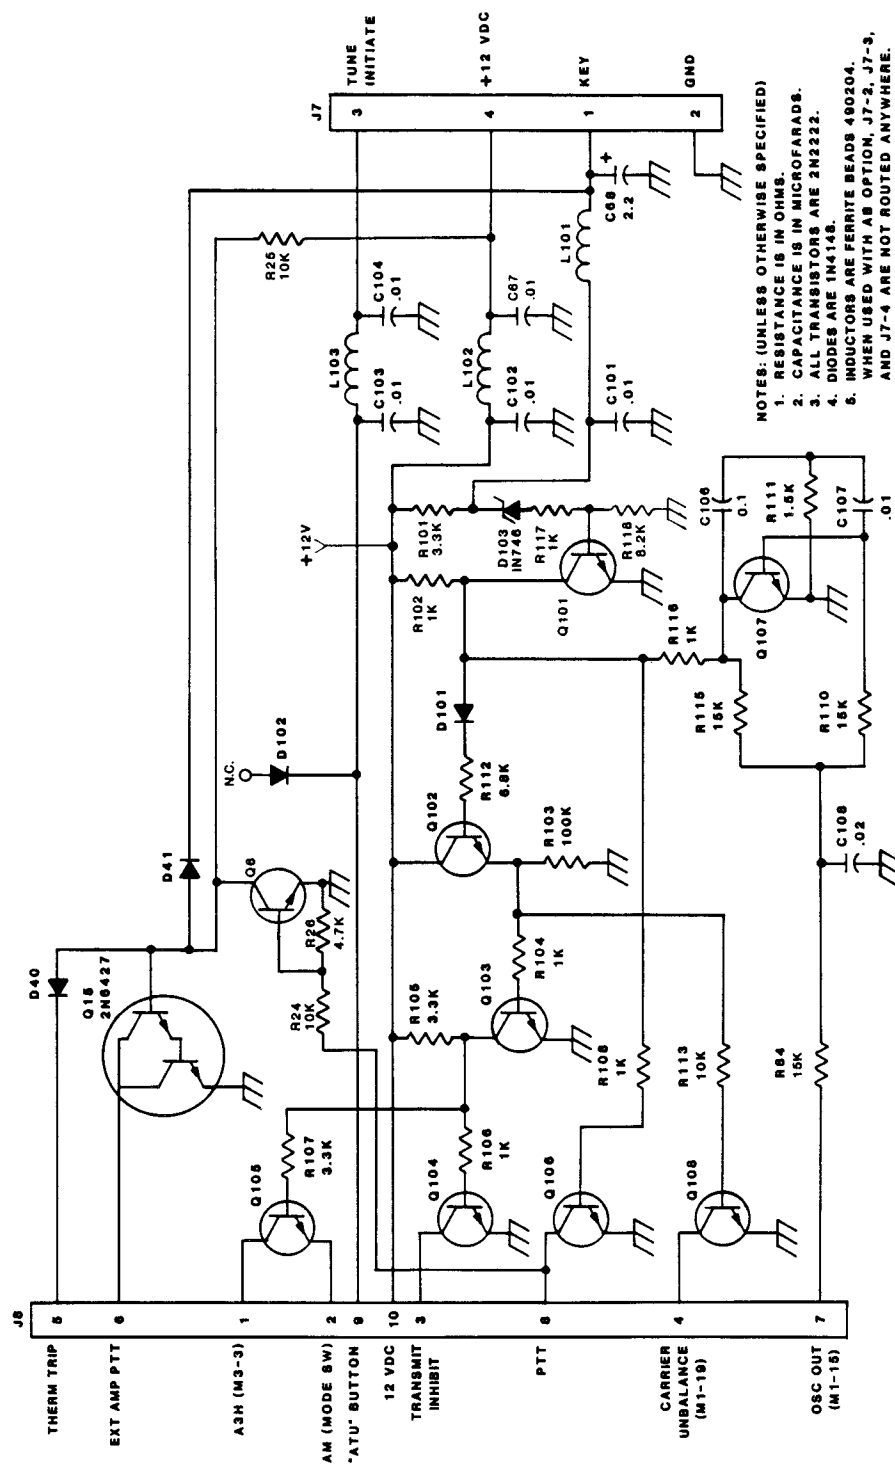 J7
TUNE
INITIATE
3
+12 VDC
4
KEY
1
GND
2
R25
10K
C104
.01
L103
C103
.01
C67
.01
L102
C102
.01
L101
C68
2.2
+
C101
.01
+12V
R101
3.3K
D103
IN746
R117
1K
R118
8.2K
R102
1K
Q101
C106
0.1
R111
1.5K
C107
.01
Q107
R116
1K
R115
15K
R110
15K
D101
N.C.
D102
R112
6.8K
Q102
R103
100K
C108
.02
D41
Q6
R26
4.7K
R24
10K
D40
Q15
2N6427
R105
3.3K
Q103
R104
1K
R108
1K
R113
10K
R84
15K
Q105
R107
3.3K
R106
1K
Q104
Q106
Q108
J8
THERM TRIP
5
EXT AMP PTT
6
A3H (M3-3)
1
AM (MODE SW)
2
"ATU" BUTTON
9
12 VDC
10
TRANSMIT
INHIBIT
3
PTT
8
CARRIER
UNBALANCE
(M1-19)
4
OSC OUT
(M1-15)
7
NOTES: (UNLESS OTHERWISE SPECIFIED)
1. RESISTANCE IS IN OHMS.
2. CAPACITANCE IS IN MICROFARADS.
3. ALL TRANSISTORS ARE 2N2222.
4. DIODES ARE 1N4148.
5. INDUCTORS ARE FERRITE BEADS 490204.
WHEN USED WITH AB OPTION, J7-2, J7-3,
AND J7-4 ARE NOT ROUTED ANYWHERE.